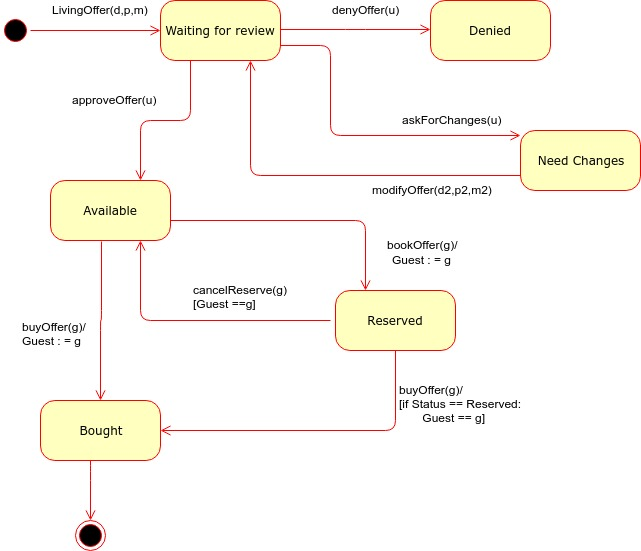 LivingOffer(d,p,m)
Waiting for review
denyOffer(u)
Denied
approveOffer(u)
askForChanges(u)
Need Changes
modifyOffer(d2,p2,m2)
Available
bookOffer(g)/
Guest : = g
cancelReserve(g)
[Guest ==g]
Reserved
buyOffer(g)/
Guest : = g
buyOffer(g)/
[if Status == Reserved:
Guest == g]
Bought